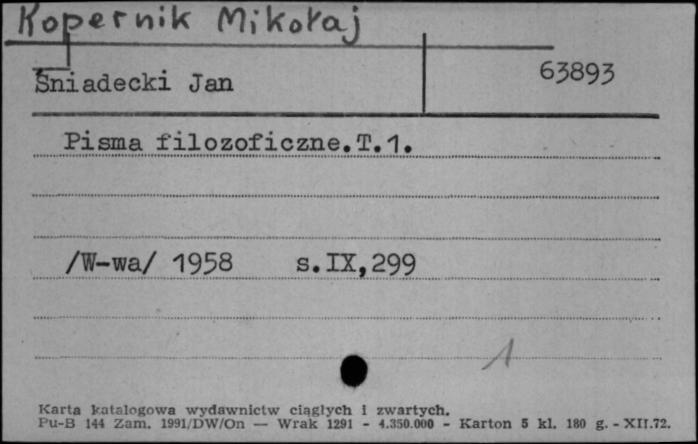 Kopernik Mikołaj
63893
Śniadecki Jan
Pisma filozoficzne.T.1.
/W-wa/ 1958 s.IX,299
1
Karta katalogowa wydawnictw ciągłych i zwartych.
Pu-B 144 Zam. 1991/DW/On — Wrak 1291 - 4.350.000 - Karton 5 kl. 180 g. - XII.72.